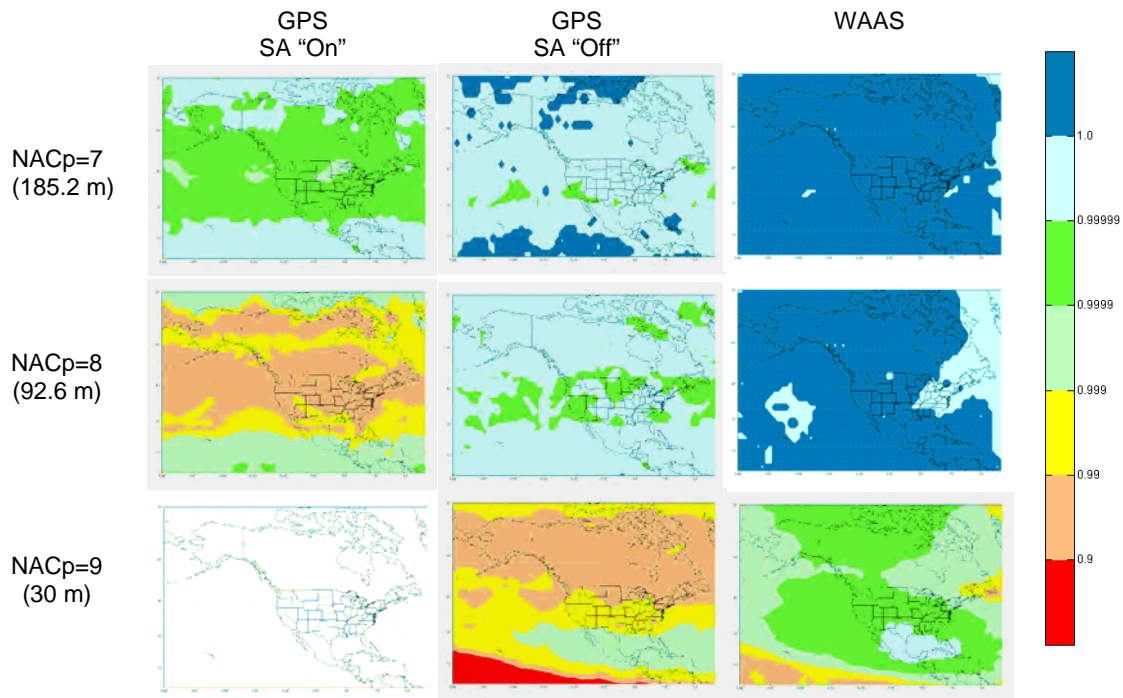 GPS
SA “On”
GPS
SA “Off”
WAAS
NACp=7
(185.2 m)
NACp=8
(92.6 m)
NACp=9
(30 m)
1.0
0.99999
0.9999
0.999
0.99
0.9